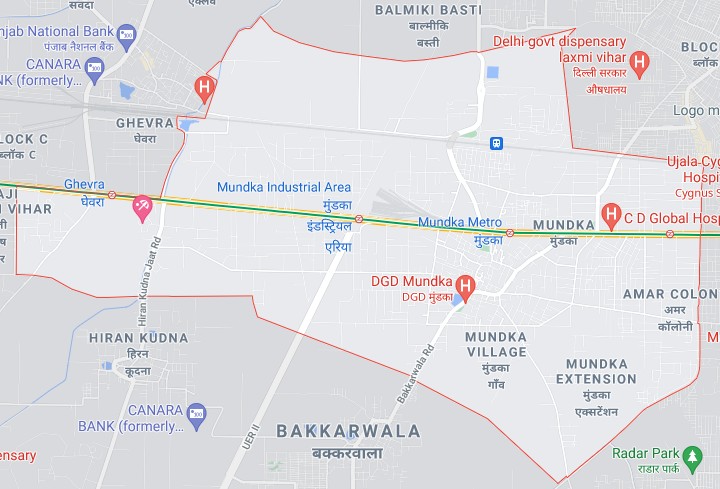 सवदा
एक्लव
BALMIKI BASTI
बाल्मीकि
बस्ती
njab National Bank
पंजाब नैशनल बैंक
CANARA
NK (formerly...
Delhi-govt dispensary
laxmi vihar
दिल्ली सरकार
औषधालय
BLOC
ब्लॉक
Logo m
GHEVRA
घेवरा
LOCK C
ब्लॉक C
Ghevra
घेवरा
AJI
I VIHAR
Mundka Industrial Area
मुंडका
इंडस्ट्रियल
एरिया
Mundka Metro
मुंडका
MUNDKA
मुंडका
Ujala Cyg
Hospi
Cygnus S
C D Global Hosp
Hiran Kudna Jaat Rd
DGD Mundka
DGD मुंडका
AMAR COLON
अमर
कॉलोनी
HIRAN KUDNA
हिरन
कूदना
MUNDKA
VILLAGE
मुंडका
गाँव
MUNDKA
EXTENSION
मुंडका
एक्सटेंशन
M
Bakkarwala Rd
CANARA
BANK (formerly...
UER II
BAKKARWALA
बक्करवाला
Radar Park
राडार पार्क
ensary